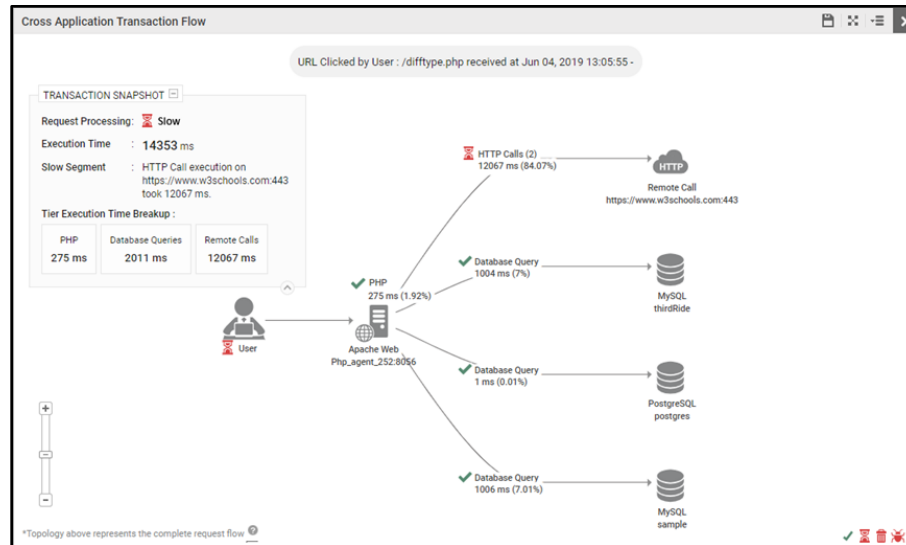 Cross Application Transaction Flow
URL Clicked by User : /difftype.php received at Jun 04, 2019 13:05:55 -
TRANSACTION SNAPSHOT
Request Processing: Slow
Execution Time : 14353 ms
Slow Segment : HTTP Call execution on
https://www.w3schools.com:443
took 12067 ms.
Tier Execution Time Breakup :
PHP Database Queries Remote Calls
275 ms 2011 ms 12067 ms
HTTP Calls (2)
12067 ms (84.07%)
HTTP
Remote Call
https://www.w3schools.com:443
Database Query
1004 ms (7%)
MySQL
thirdRide
PHP
275 ms (1.92%)
User
Apache Web
Php_agent_252:8056
Database Query
1 ms (0.01%)
PostgreSQL
postgres
Database Query
1006 ms (7.01%)
MySQL
sample
*Topology above represents the complete request flow ?